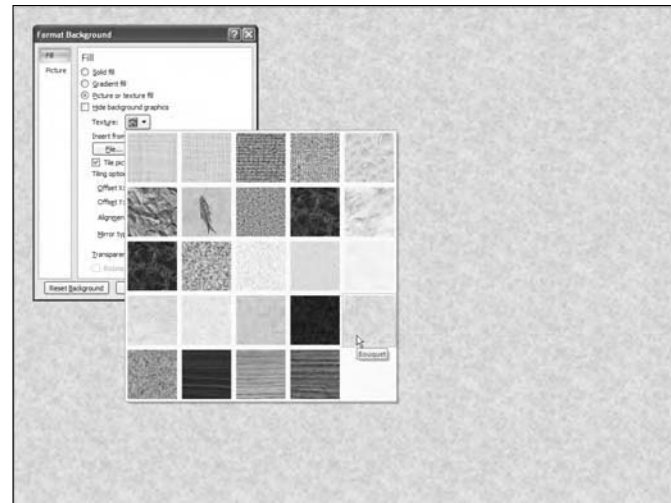 Format Background
Fill
Fill
Picture
Solid fill
Gradient fill
Picture or texture fill
Hide background graphics
Texture:
Insert from
File...
Tile pic
Tiling optio
Offset X:
Offset Y:
Alignmen
Mirror typ
Transparen
Rotate
Reset Background
Bouquet